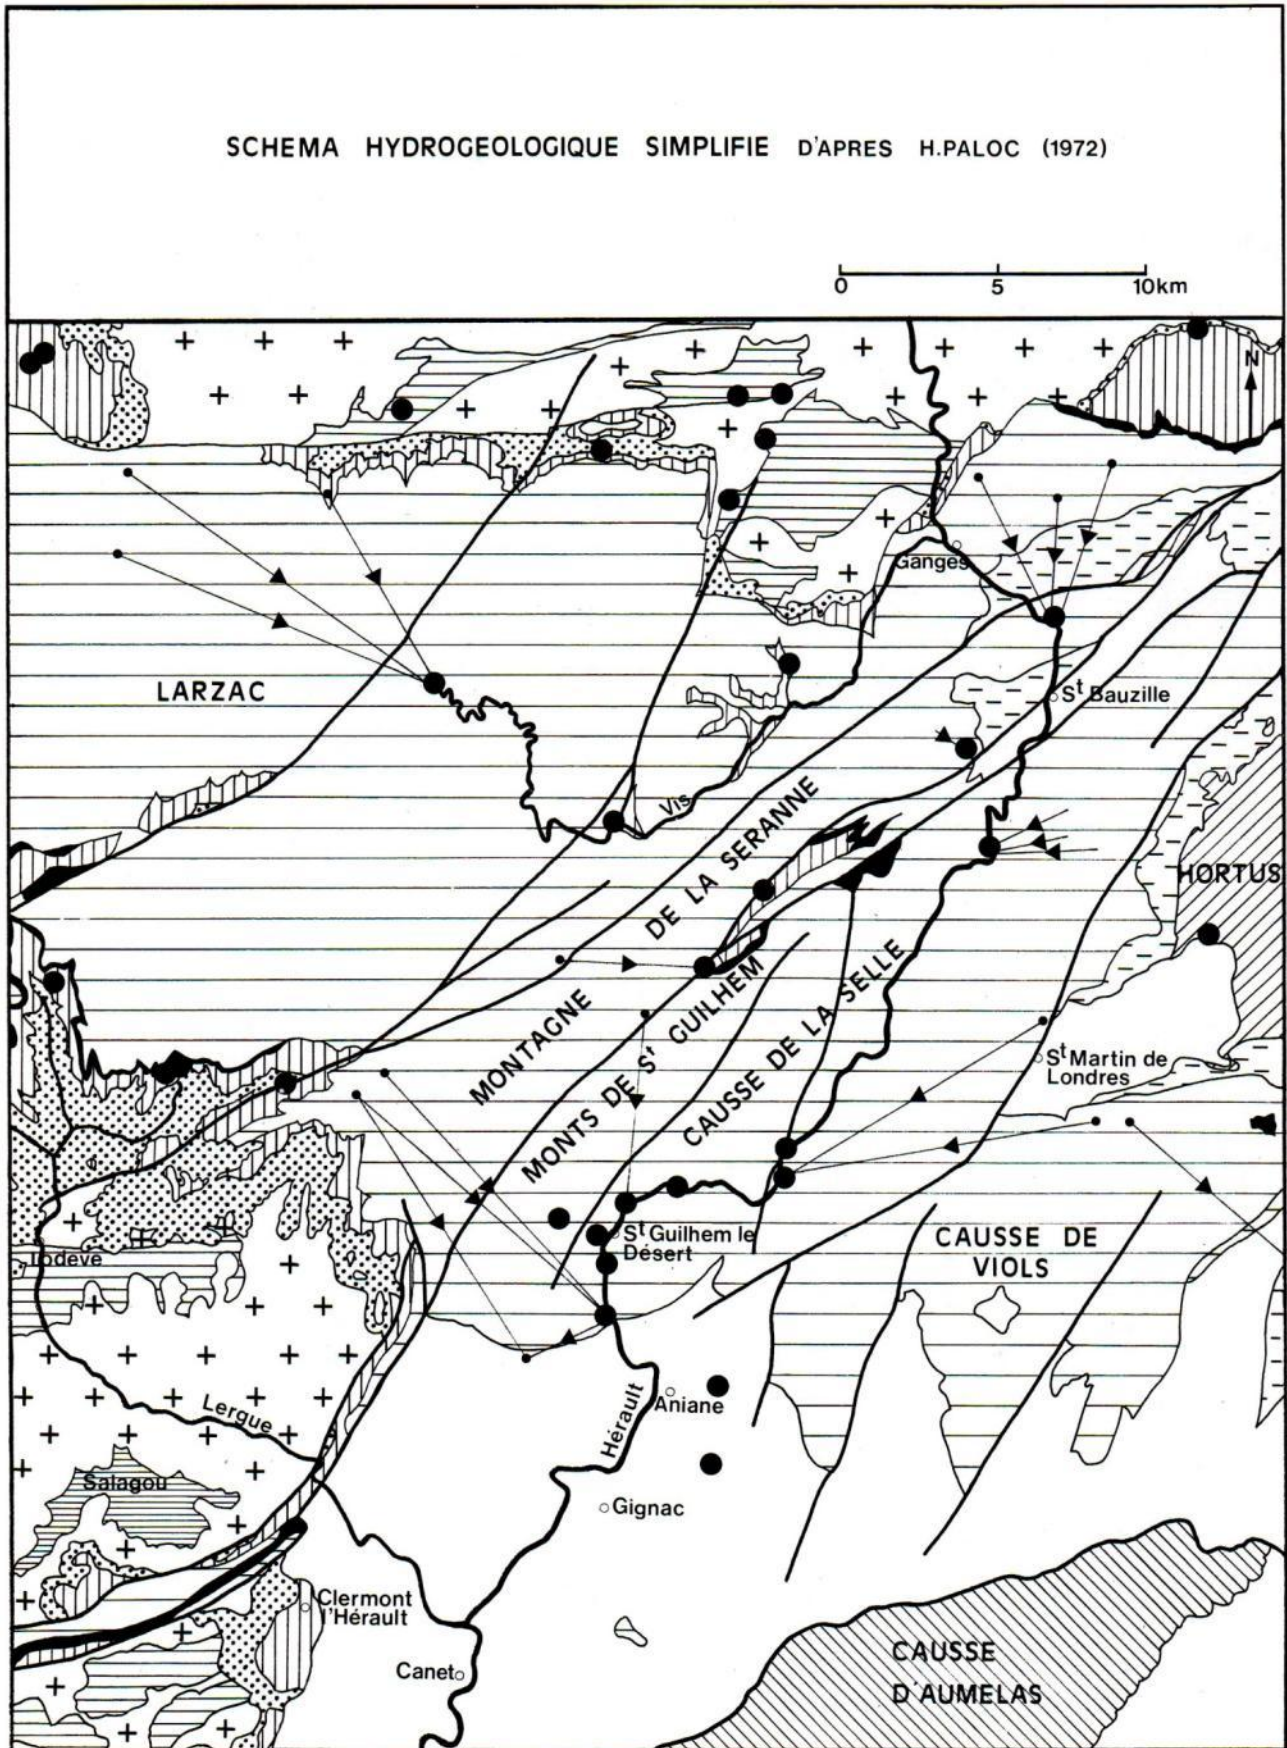 SCHEMA HYDROGEOLOGIQUE SIMPLIFIE D'APRES H.PALOC (1972)
0 5 10km
N
Ganges
LARZAC
St Bauzille
Vis
MONTAGNE DE LA SERANNE
HORTUS
MONTS DE St GUILHEM
CAUSSE DE LA SELLE
St Martin de
Londres
St Guilhem le
Désert
CAUSSE DE
VIOLS
Lodeve
Lergue
Hérault
Aniane
Salagou
Gignac
Clermont
l'Hérault
Canet
CAUSSE
D'AUMELAS